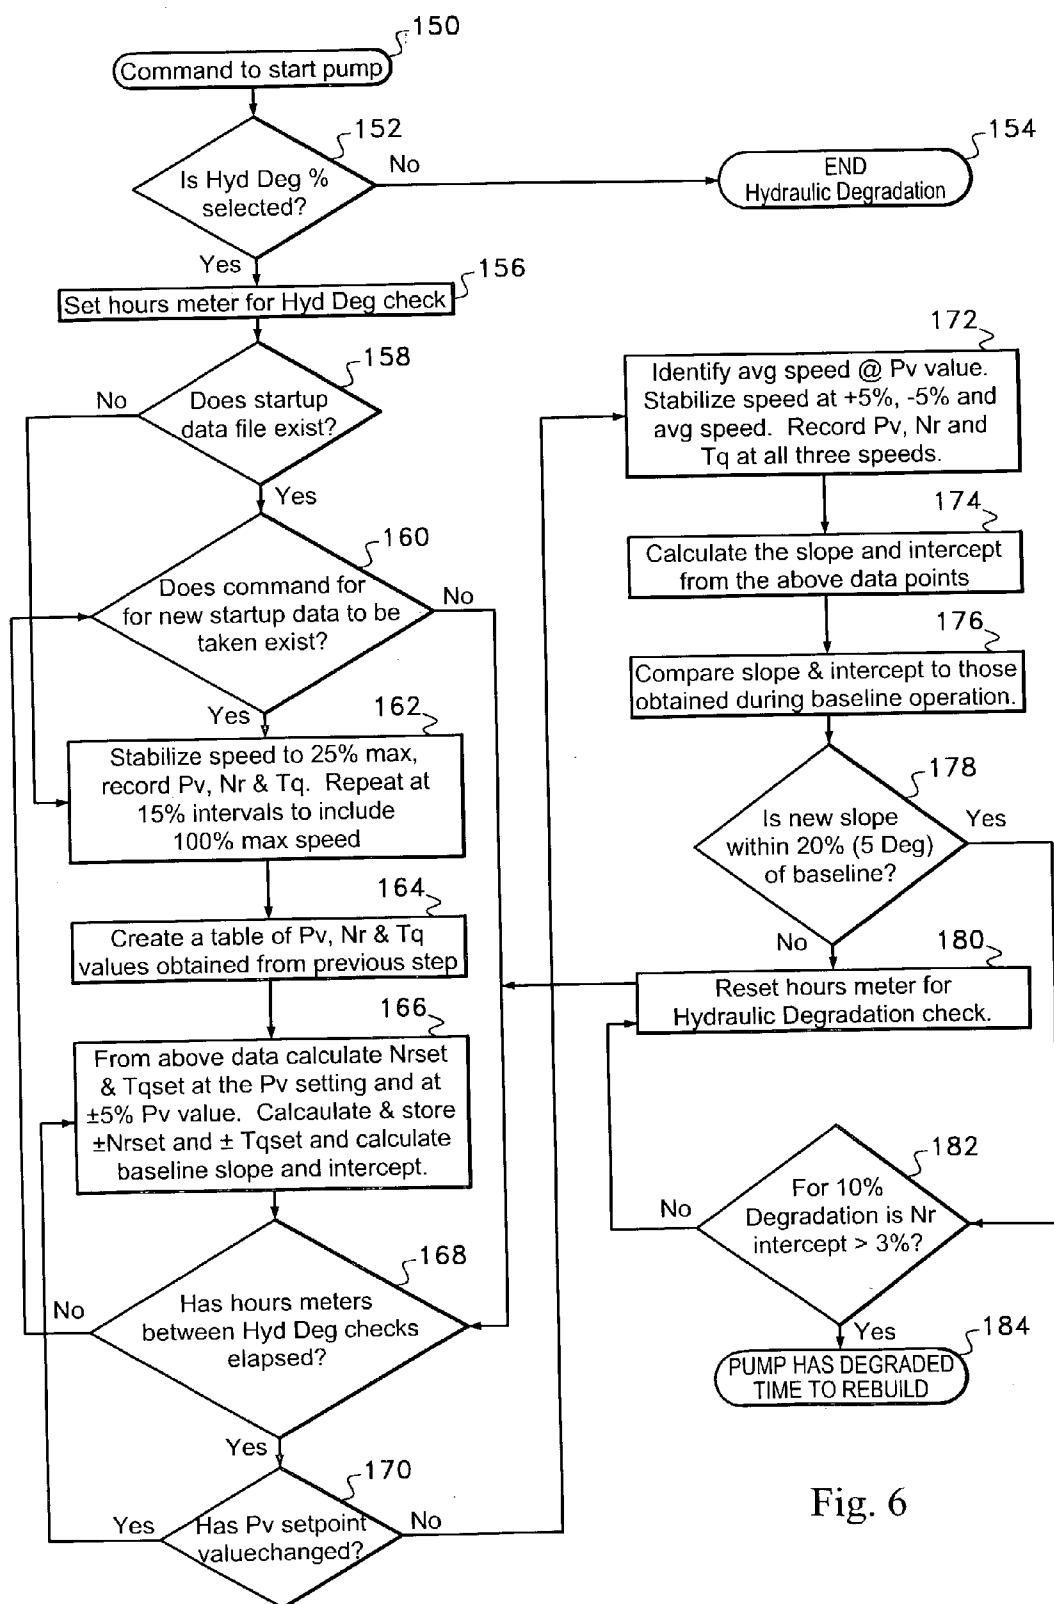 150
Command to start pump
152
Is Hyd Deg %
selected?
No
Yes
154
END
Hydraulic Degradation
156
Set hours meter for Hyd Deg check
158
Does startup
data file exist?
No
Yes
160
Does command for
for new startup data to be
taken exist?
No
Yes
162
Stabilize speed to 25% max,
record Pv, Nr & Tq. Repeat at
15% intervals to include
100% max speed
164
Create a table of Pv, Nr & Tq
values obtained from previous step
166
From above data calculate Nrset
& Tqset at the Pv setting and at
±5% Pv value. Calcaulate & store
±Nrset and ± Tqset and calculate
baseline slope and intercept.
168
Has hours meters
between Hyd Deg checks
elapsed?
No
Yes
170
Has Pv setpoint
valuechanged?
Yes
No
172
Identify avg speed @ Pv value.
Stabilize speed at +5%, -5% and
avg speed. Record Pv, Nr and
Tq at all three speeds.
174
Calculate the slope and intercept
from the above data points
176
Compare slope & intercept to those
obtained during baseline operation.
178
Is new slope
within 20% (5 Deg)
of baseline?
Yes
No
180
Reset hours meter for
Hydraulic Degradation check.
182
For 10%
Degradation is Nr
intercept > 3%?
No
Yes
184
PUMP HAS DEGRADED
TIME TO REBUILD
Fig. 6